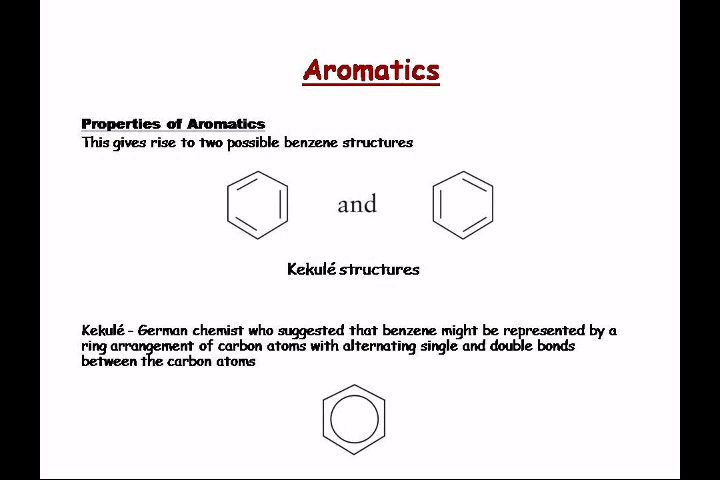 Aromatics
Properties of Aromatics
This gives rise to two possible benzene structures
and
Kekulé structures
Kekulé - German chemist who suggested that benzene might be represented by a
ring arrangement of carbon atoms with alternating single and double bonds
between the carbon atoms